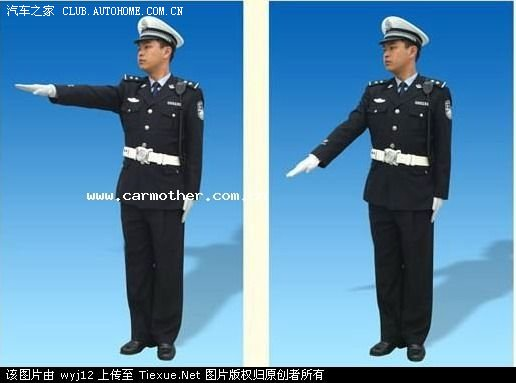 汽车之家 CLUB.AUTOHOME.COM.CN
www.carmother.com.cn
该图片由 wyj12 上传至 Tiexue.Net 图片版权归原创者所有